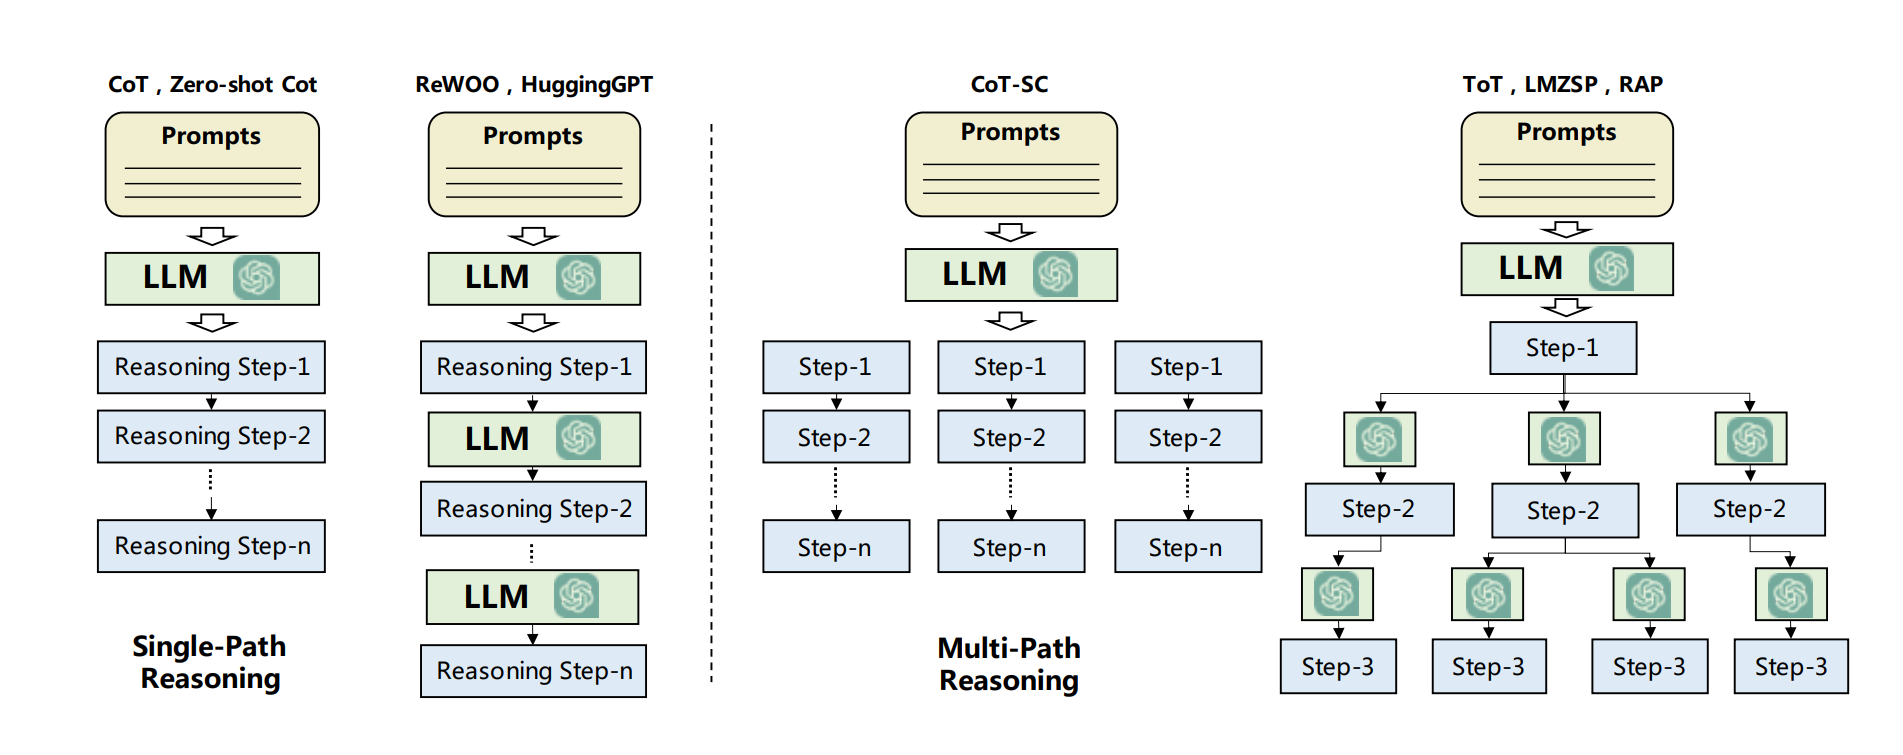 CoT , Zero-shot Cot
Prompts
LLM
Reasoning Step-1
Reasoning Step-2
Reasoning Step-n
Single-Path
Reasoning
ReWOO , HuggingGPT
Prompts
LLM
Reasoning Step-1
LLM
Reasoning Step-2
LLM
Reasoning Step-n
CoT-SC
Prompts
LLM
Step-1 Step-1 Step-1
Step-2 Step-2 Step-2
Step-n Step-n Step-n
Multi-Path
Reasoning
ToT , LMZSP , RAP
Prompts
LLM
Step-1
Step-2 Step-2 Step-2
Step-3 Step-3 Step-3 Step-3